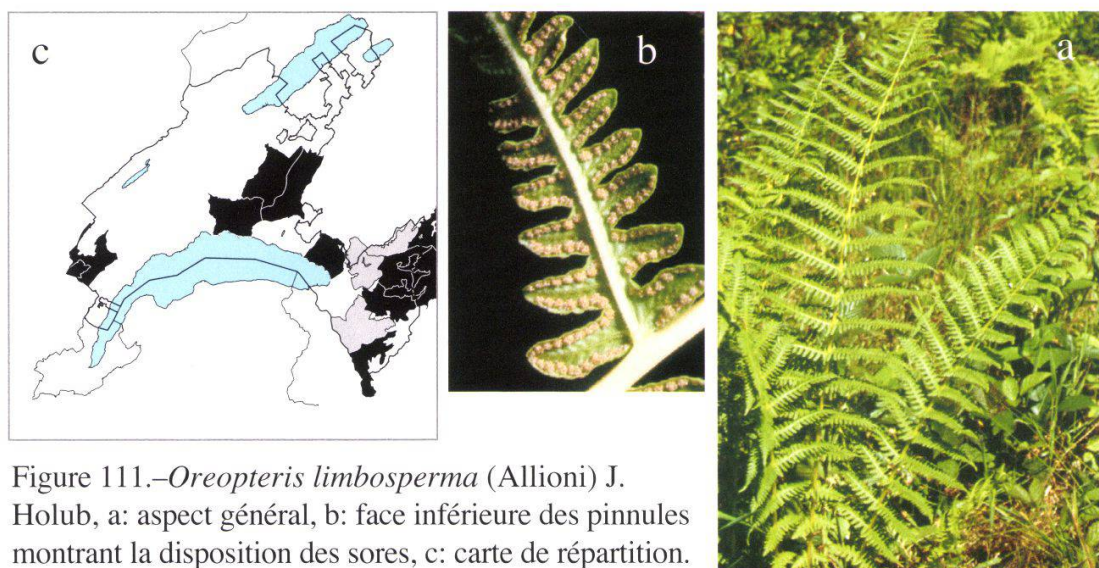 c
b
a
Figure 111.–Oreopteris limbosperma (Allioni) J.
Holub, a: aspect général, b: face inférieure des pinnules
montrant la disposition des sores, c: carte de répartition.